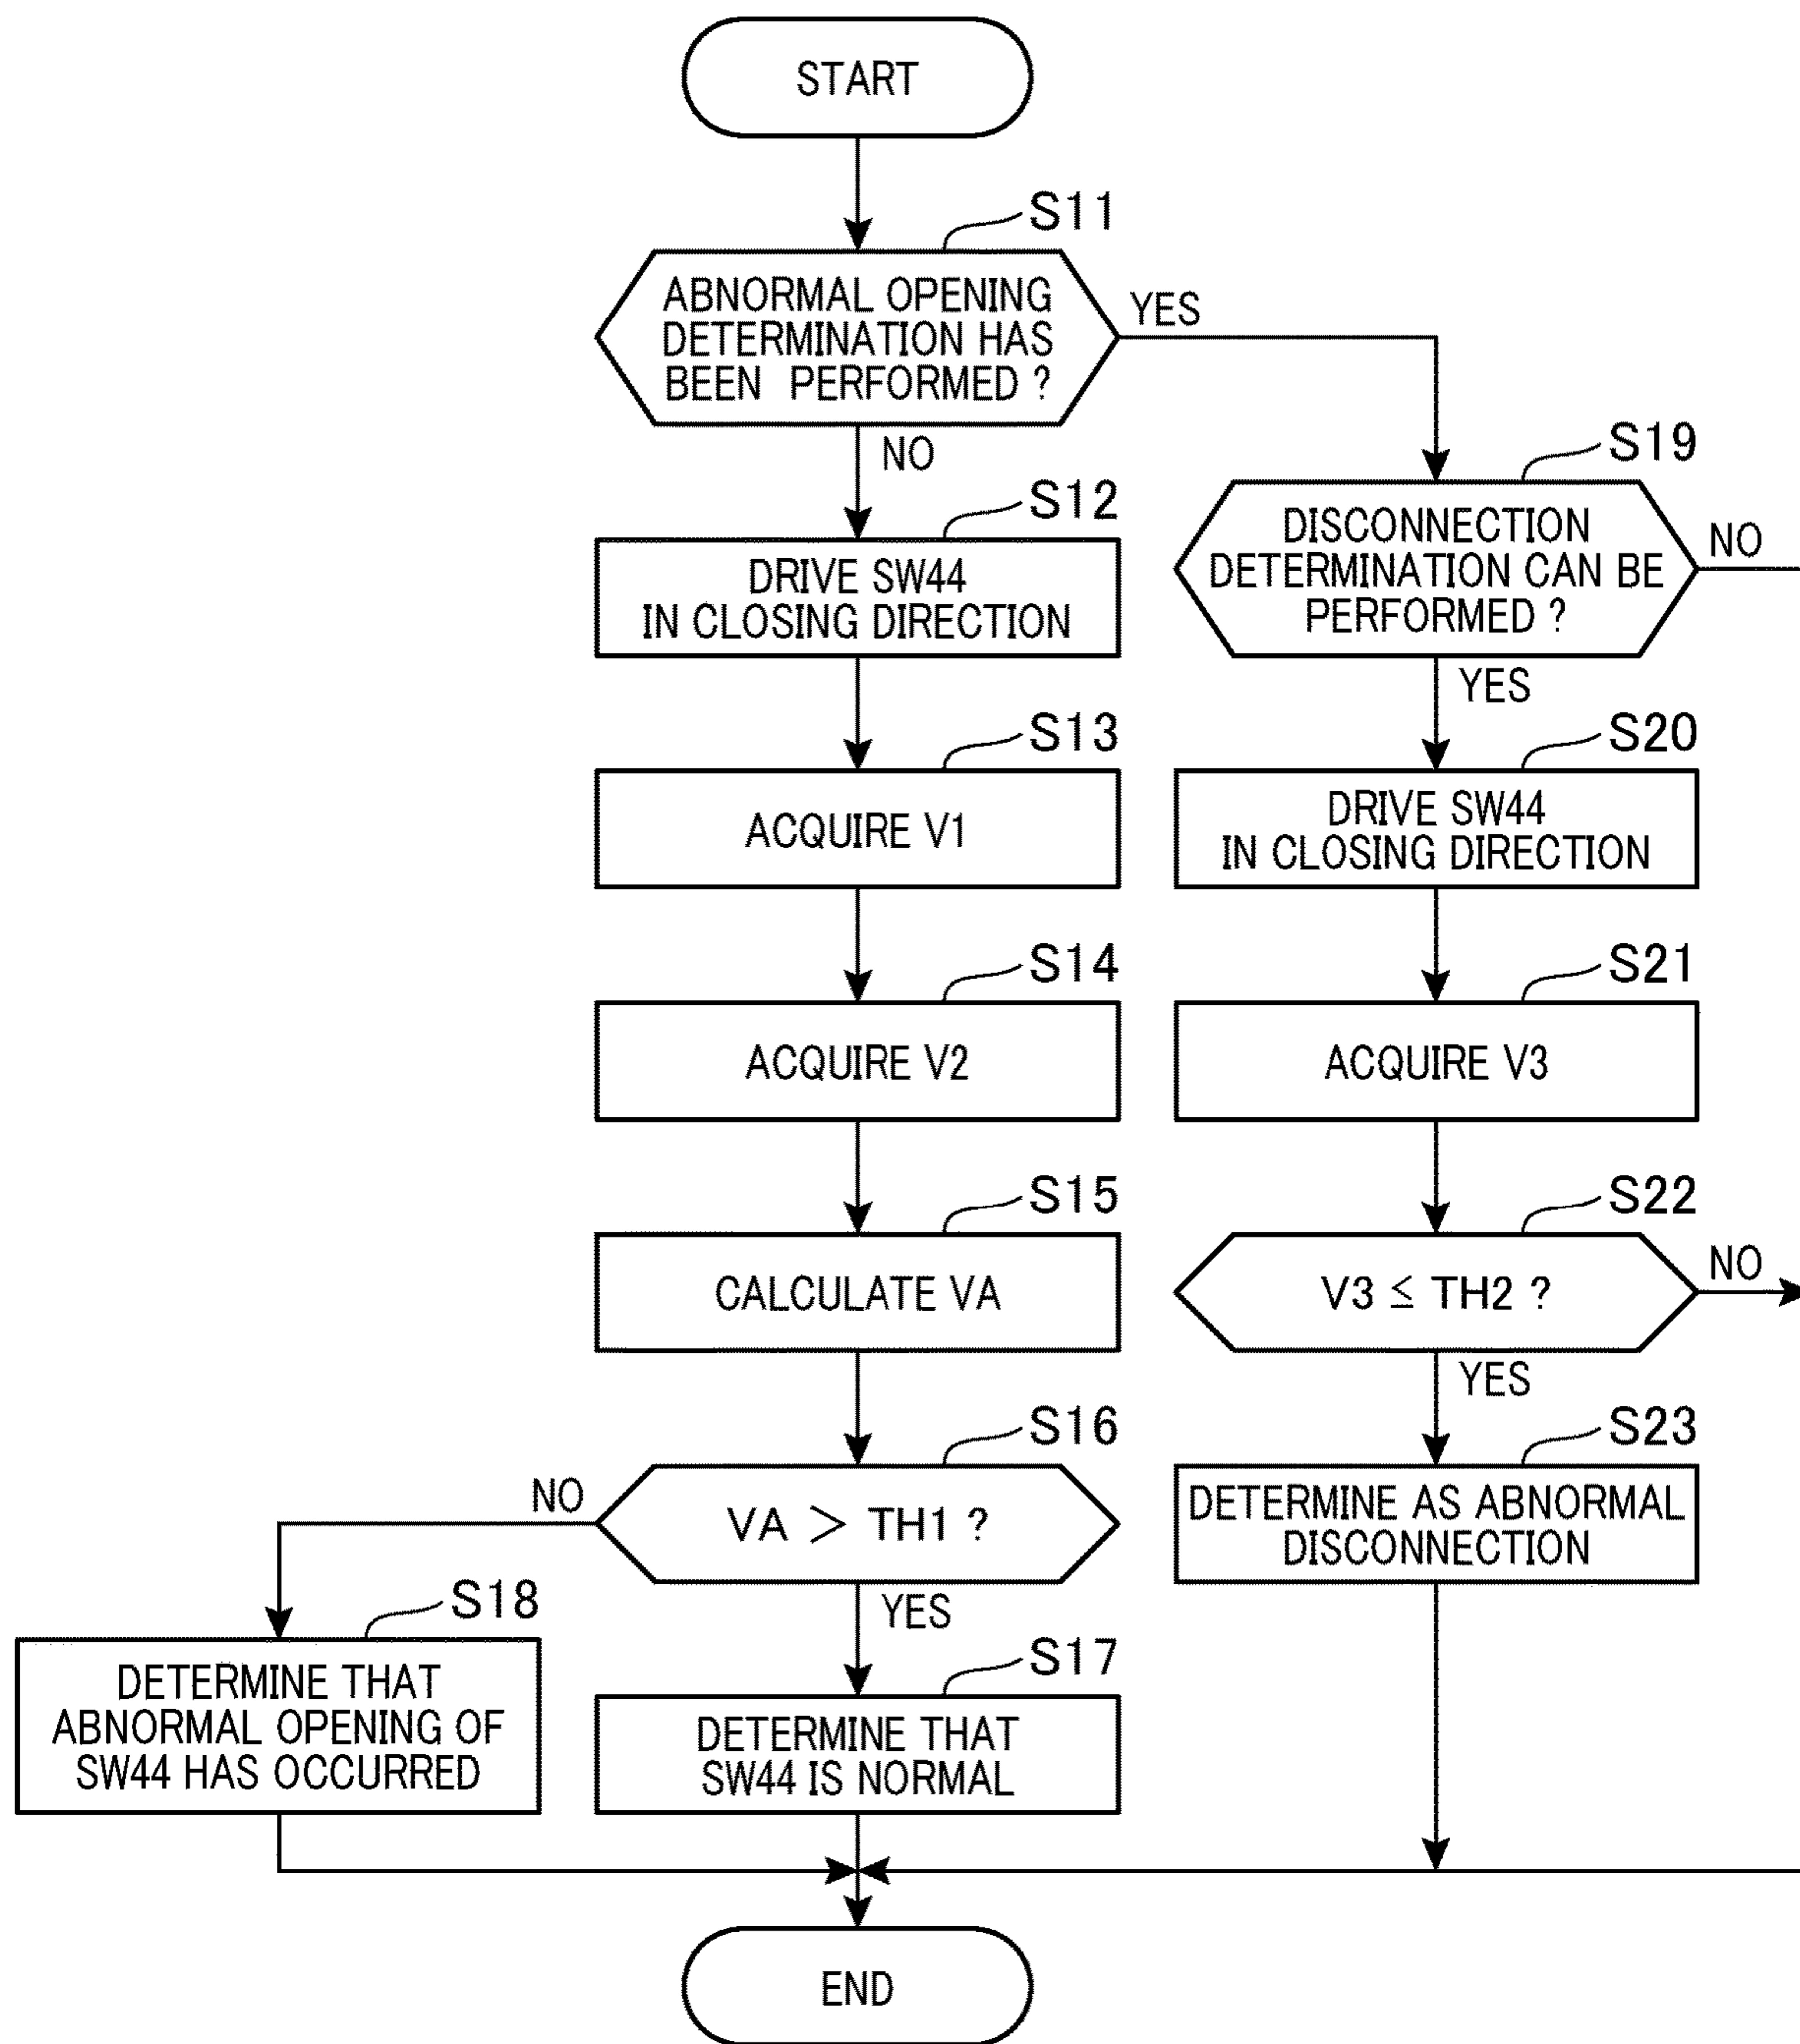 START
S11
ABNORMAL OPENING
DETERMINATION HAS
BEEN PERFORMED ?
YES
NO
S12
DRIVE SW44
IN CLOSING DIRECTION
S13
ACQUIRE V1
S14
ACQUIRE V2
S15
CALCULATE VA
S16
VA > TH1 ?
NO
YES
S18
DETERMINE THAT
ABNORMAL OPENING OF
SW44 HAS OCCURRED
S17
DETERMINE THAT
SW44 IS NORMAL
S19
DISCONNECTION
DETERMINATION CAN BE
PERFORMED ?
NO
YES
S20
DRIVE SW44
IN CLOSING DIRECTION
S21
ACQUIRE V3
S22
V3 ≤ TH2 ?
NO
YES
S23
DETERMINE AS ABNORMAL
DISCONNECTION
END